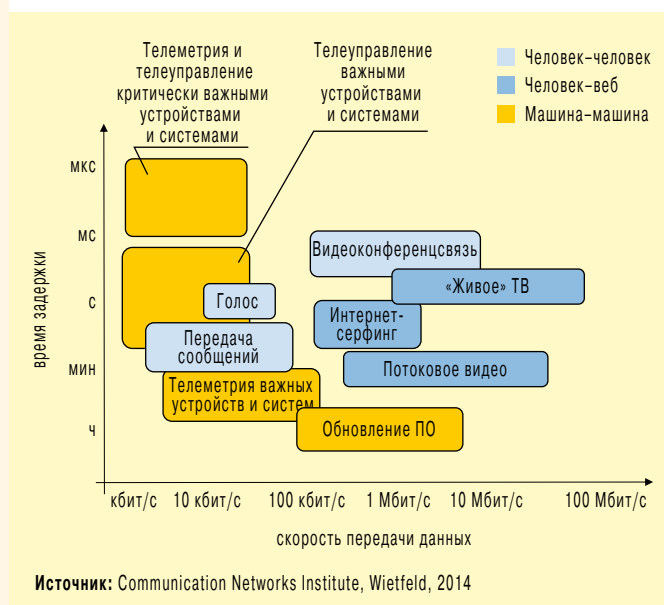 Телеметрия и
телеуправление
критически важными
устройствами
и системами
Телеуправление
важными
устройствами
и системами
Человек–человек
Человек–веб
Машина–машина
время задержки
мкс
мс
с
мин
ч
Видеоконференцсвязь
«Живое» ТВ
Голос
Интернет-
серфинг
Передача
сообщений
Потоковое видео
Телеметрия важных
устройств и систем
Обновление ПО
кбит/с 10 кбит/с 100 кбит/с 1 Мбит/с 10 Мбит/с 100 Мбит/с
скорость передачи данных
Источник: Communication Networks Institute, Wietfeld, 2014